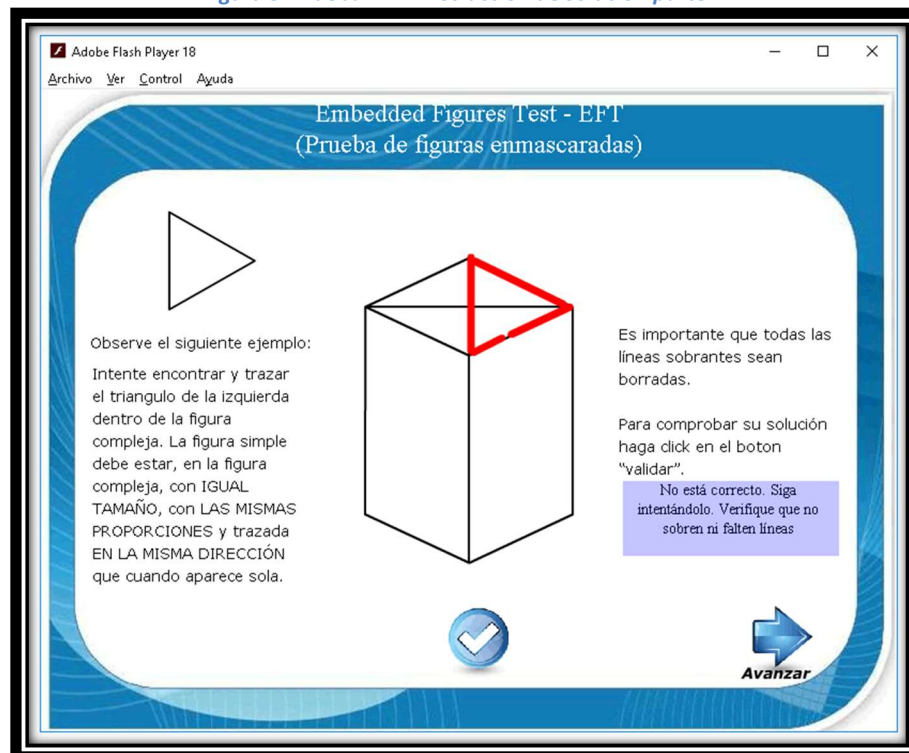 Adobe Flash Player 18
Archivo Ver Control Ayuda
Embedded Figures Test - EFT
(Prueba de figuras enmascaradas)
Observe el siguiente ejemplo:
Intente encontrar y trazar
el triangulo de la izquierda
dentro de la figura
compleja. La figura simple
debe estar, en la figura
compleja, con IGUAL
TAMAÑO, con LAS MISMAS
PROPORCIONES y trazada
EN LA MISMA DIRECCIÓN
que cuando aparece sola.
Es importante que todas las
líneas sobrantes sean
borradas.
Para comprobar su solución
haga click en el boton
"validar".
No está correcto. Siga
intentándolo. Verifique que no
sobren ni falten líneas
Avanzar